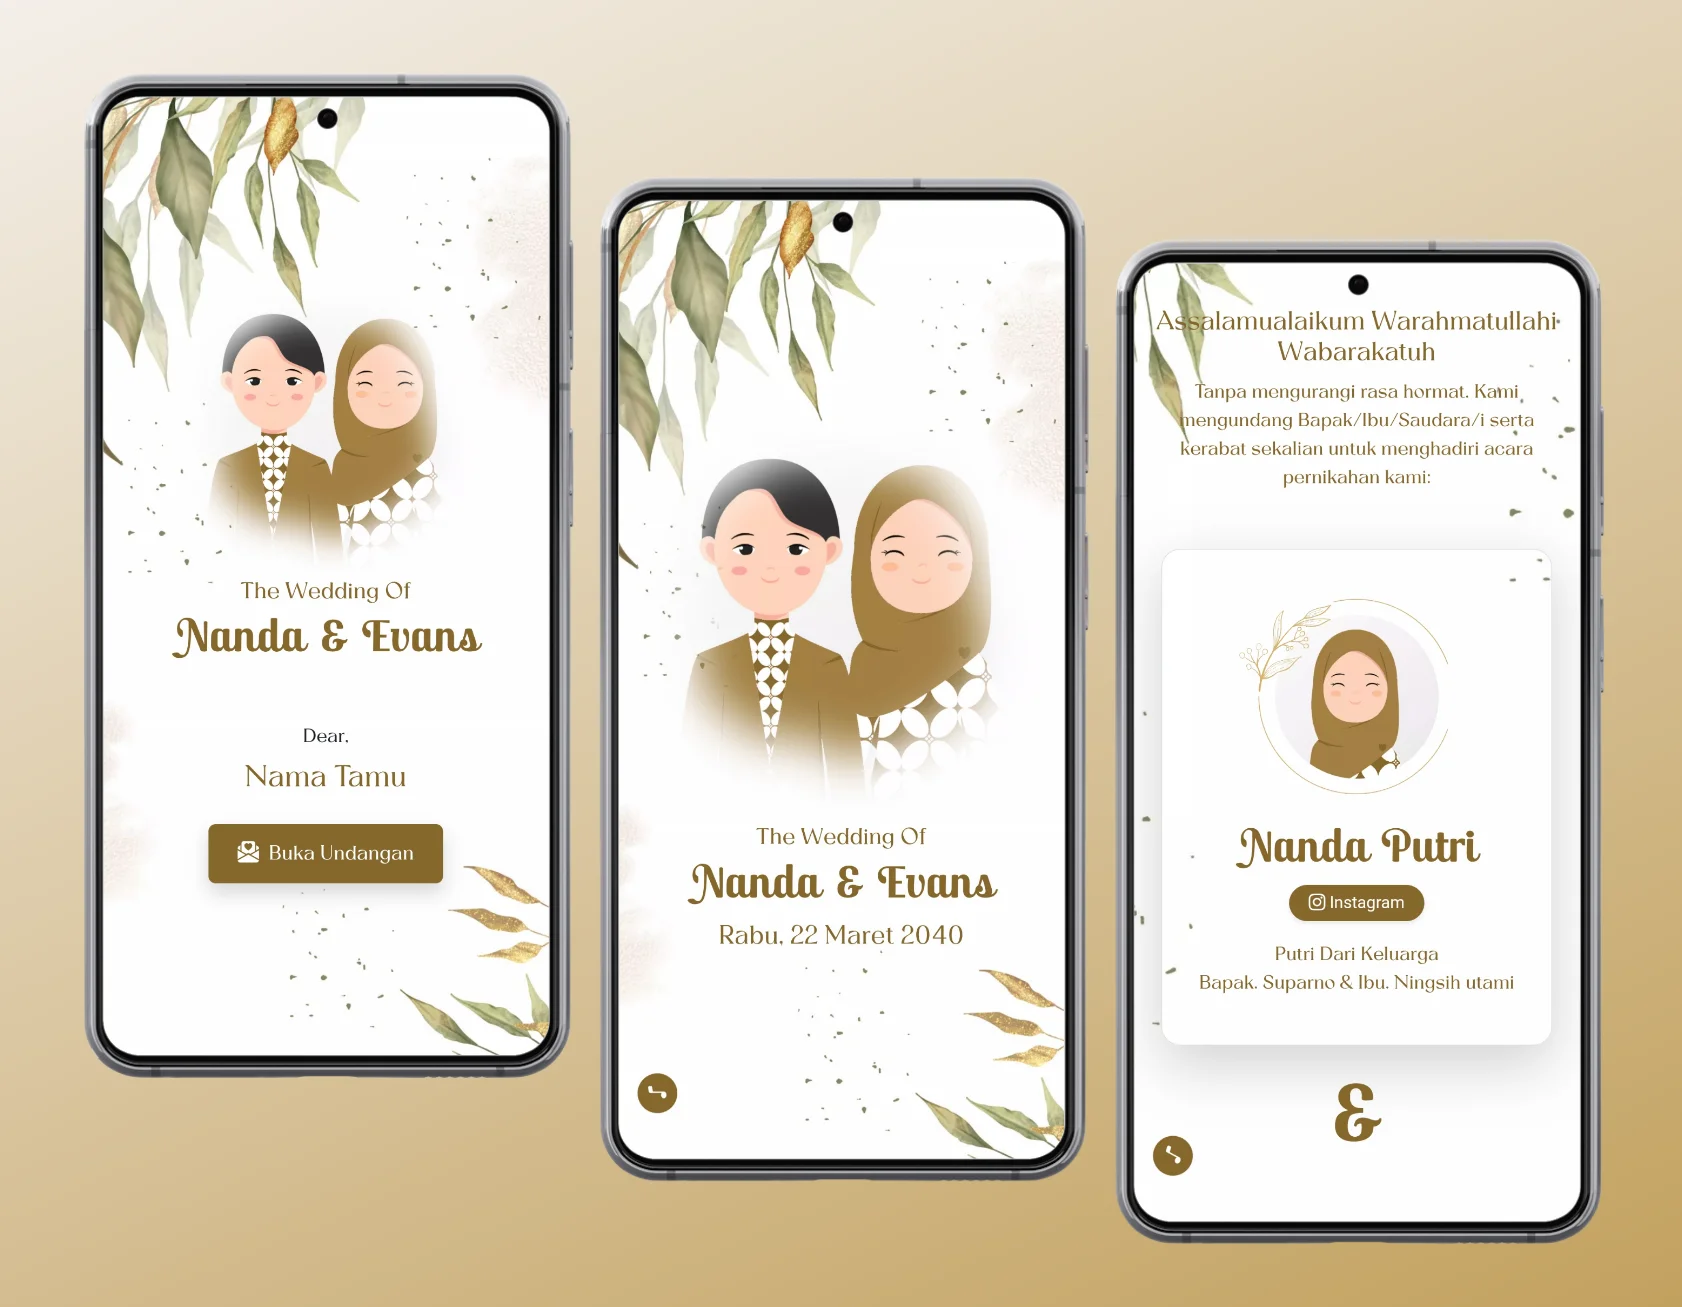 The Wedding Of
Nanda & Evans
Dear,
Nama Tamu
Buka Undangan
The Wedding Of
Nanda & Evans
Rabu, 22 Maret 2040
Assalamualaikum Warahmatullahi
Wabarakatuh
Tanpa mengurangi rasa hormat. Kami
mengundang Bapak/Ibu/Saudara/i serta
kerabat sekalian untuk menghadiri acara
pernikahan kami:
Nanda Putri
Instagram
Putri Dari Keluarga
Bapak. Suparno & Ibu. Ningsih utami
&